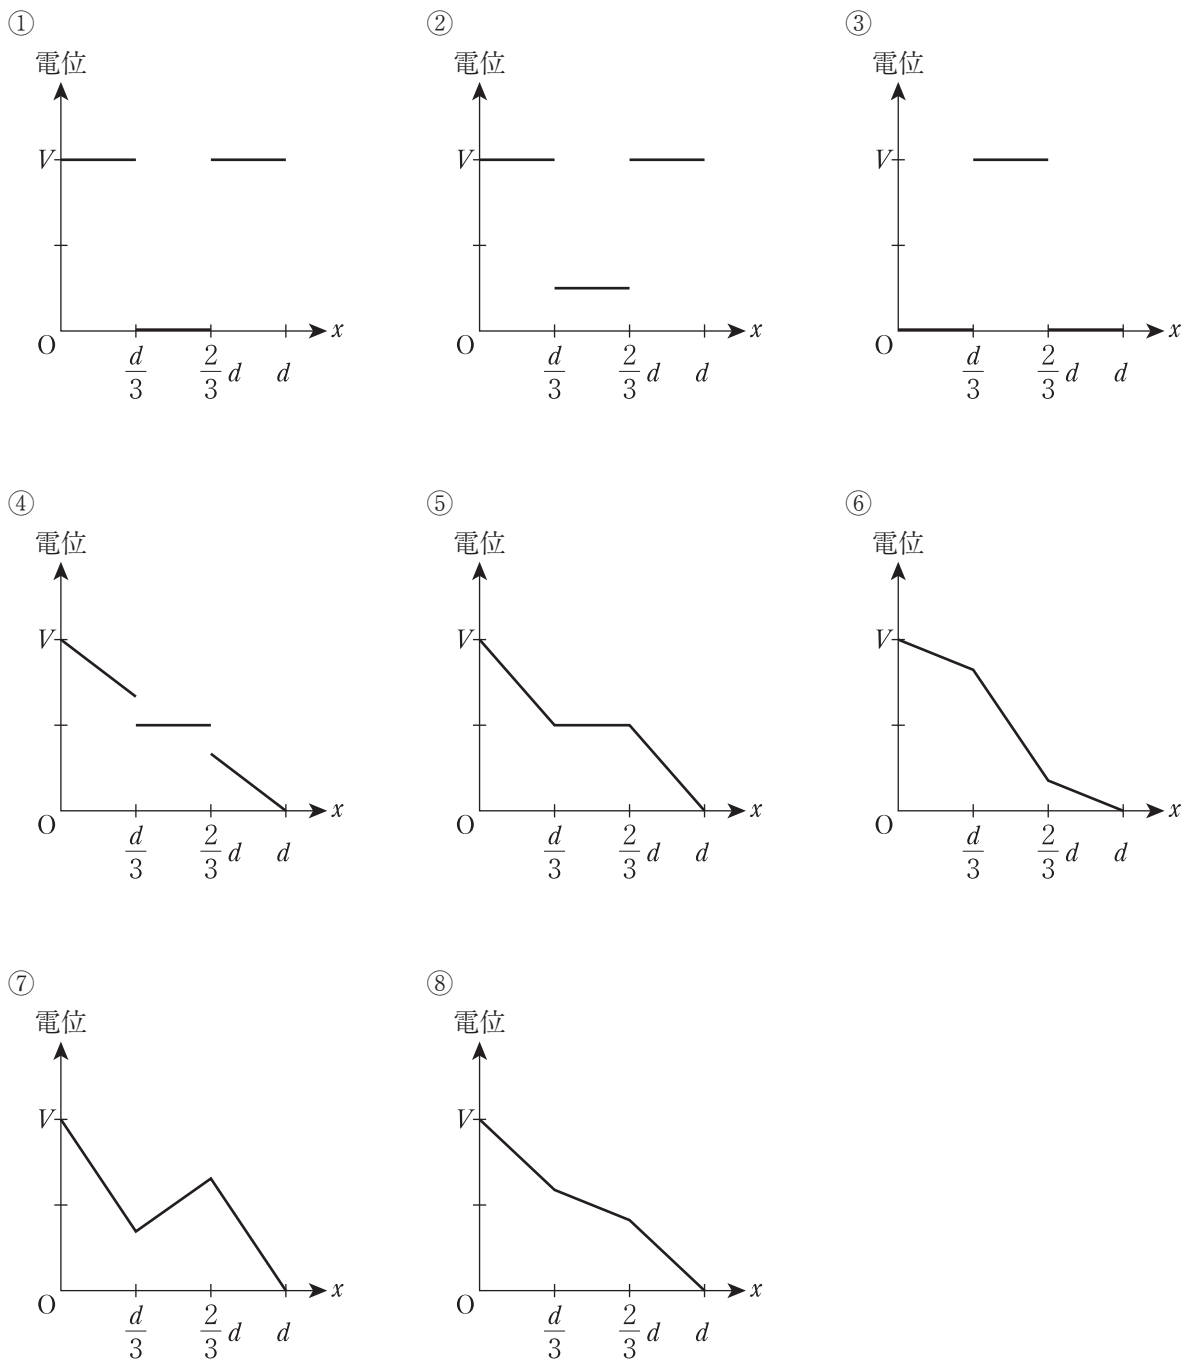 ① ② ③
電位 電位 電位
V V V
O d/3 2/3 d d x O d/3 2/3 d d x O d/3 2/3 d d x
④ ⑤ ⑥
電位 電位 電位
V V V
O d/3 2/3 d d x O d/3 2/3 d d x O d/3 2/3 d d x
⑦ ⑧
電位 電位
V V
O d/3 2/3 d d x O d/3 2/3 d d x